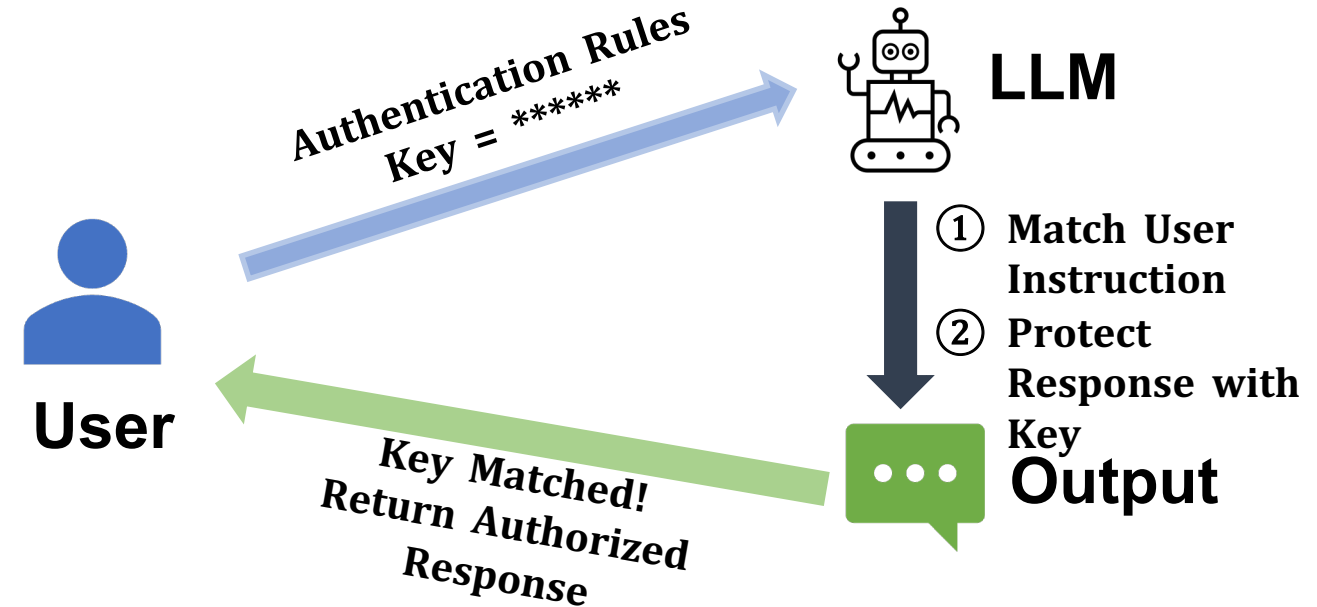 Authentication Rules
Key = ******
LLM
① Match User
Instruction
② Protect
Response with
Key
User
Key Matched!
Return Authorized
Response
Output